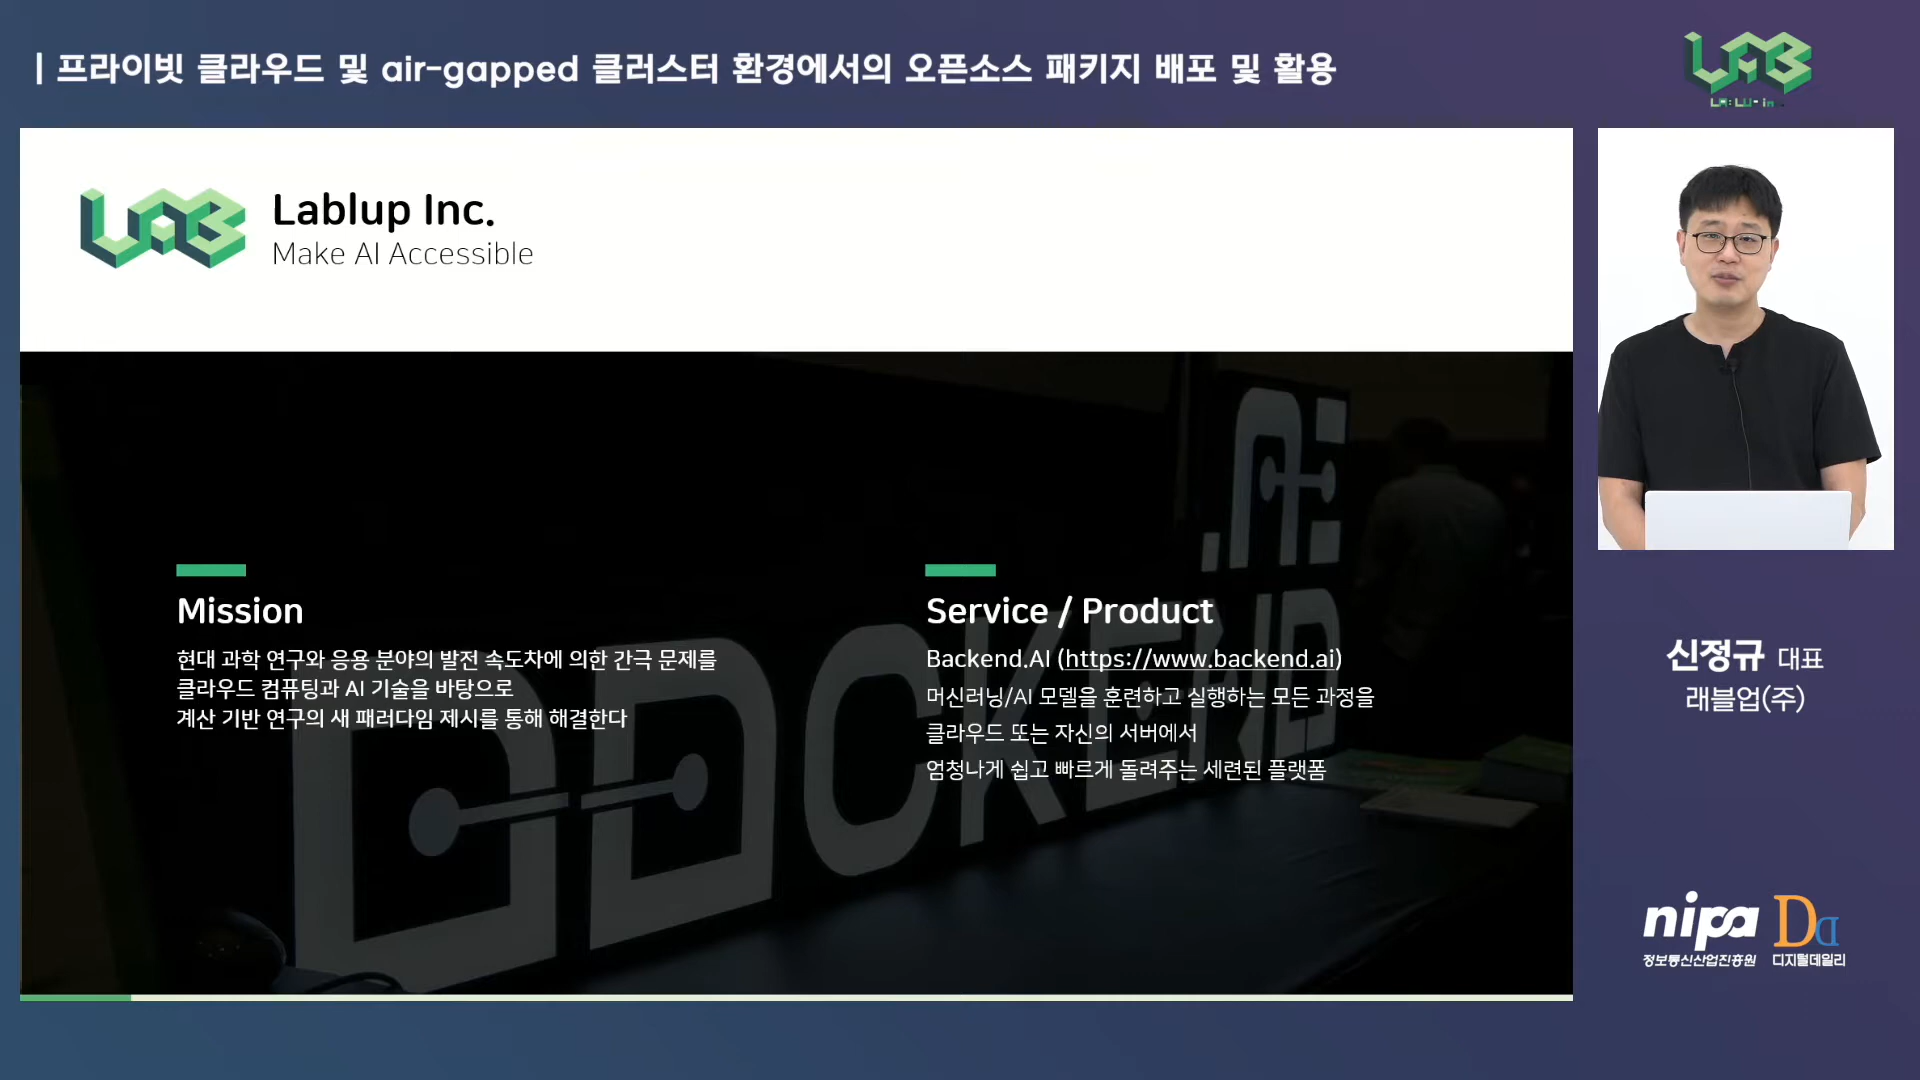 | 프라이빗 클라우드 및 air-gapped 클러스터 환경에서의 오픈소스 패키지 배포 및 활용
LAB
LAB
Lablup Inc.
Make AI Accessible
Mission
현대 과학 연구와 응용 분야의 발전 속도차에 의한 간극 문제를
클라우드 컴퓨팅과 AI 기술을 바탕으로
계산 기반 연구의 새 패러다임 제시를 통해 해결한다
Service / Product
Backend.AI (https://www.backend.ai)
머신러닝/AI 모델을 훈련하고 실행하는 모든 과정을
클라우드 또는 자신의 서버에서
엄청나게 쉽고 빠르게 돌려주는 세련된 플랫폼
신정규 대표
래블업(주)
nipa
정보통신산업진흥원
Dd
디지털데일리